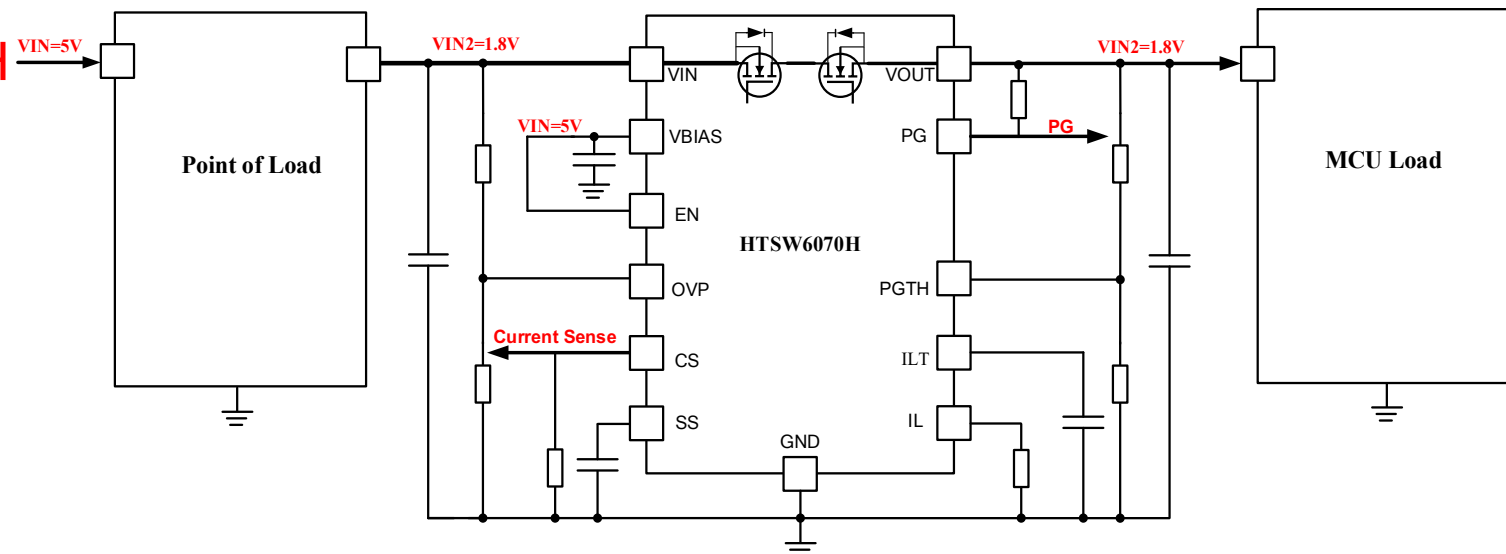 VIN=5V
VIN2=1.8V
VIN2=1.8V
VIN
VOUT
VIN=5V
VBIAS
PG
PG
Point of Load
MCU Load
EN
HTSW6070H
OVP
PGTH
Current Sense
CS
ILT
SS
IL
GND